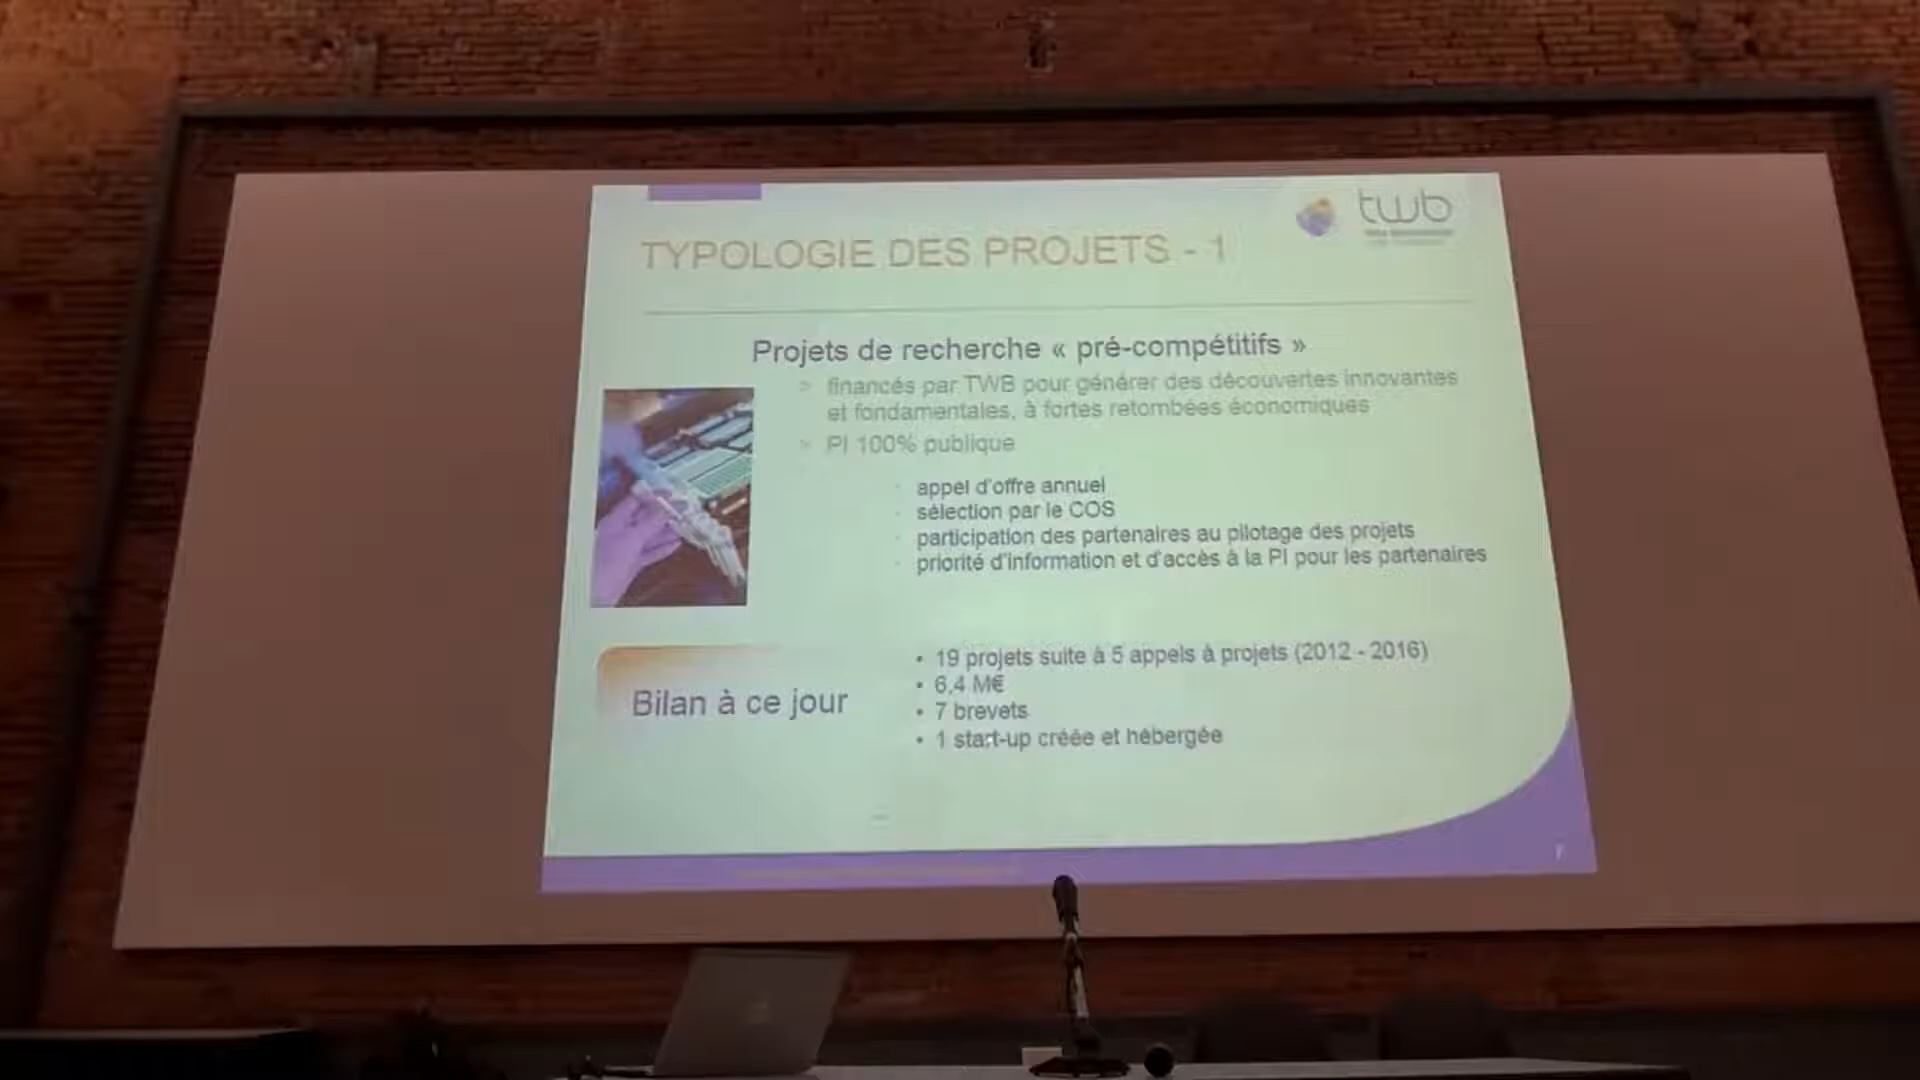 twb
TYPOLOGIE DES PROJETS - 1
Projets de recherche « pré-compétitifs »
financés par TWB pour générer des découvertes innovantes
et fondamentales, à fortes retombées économiques
PI 100% publique
appel d'offre annuel
sélection par le COS
participation des partenaires au pilotage des projets
priorité d'information et d'accès à la PI pour les partenaires
Bilan à ce jour
• 19 projets suite à 5 appels à projets (2012 - 2016)
• 6,4 M€
• 7 brevets
• 1 start-up créée et hébergée